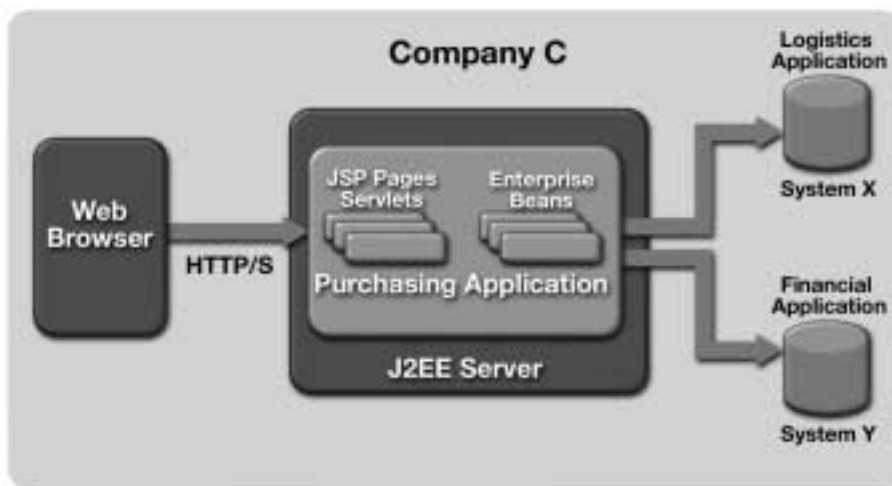 Company C
Web
Browser
HTTP/S
JSP Pages
Servlets
Enterprise
Beans
Purchasing Application
J2EE Server
Logistics
Application
System X
Financial
Application
System Y